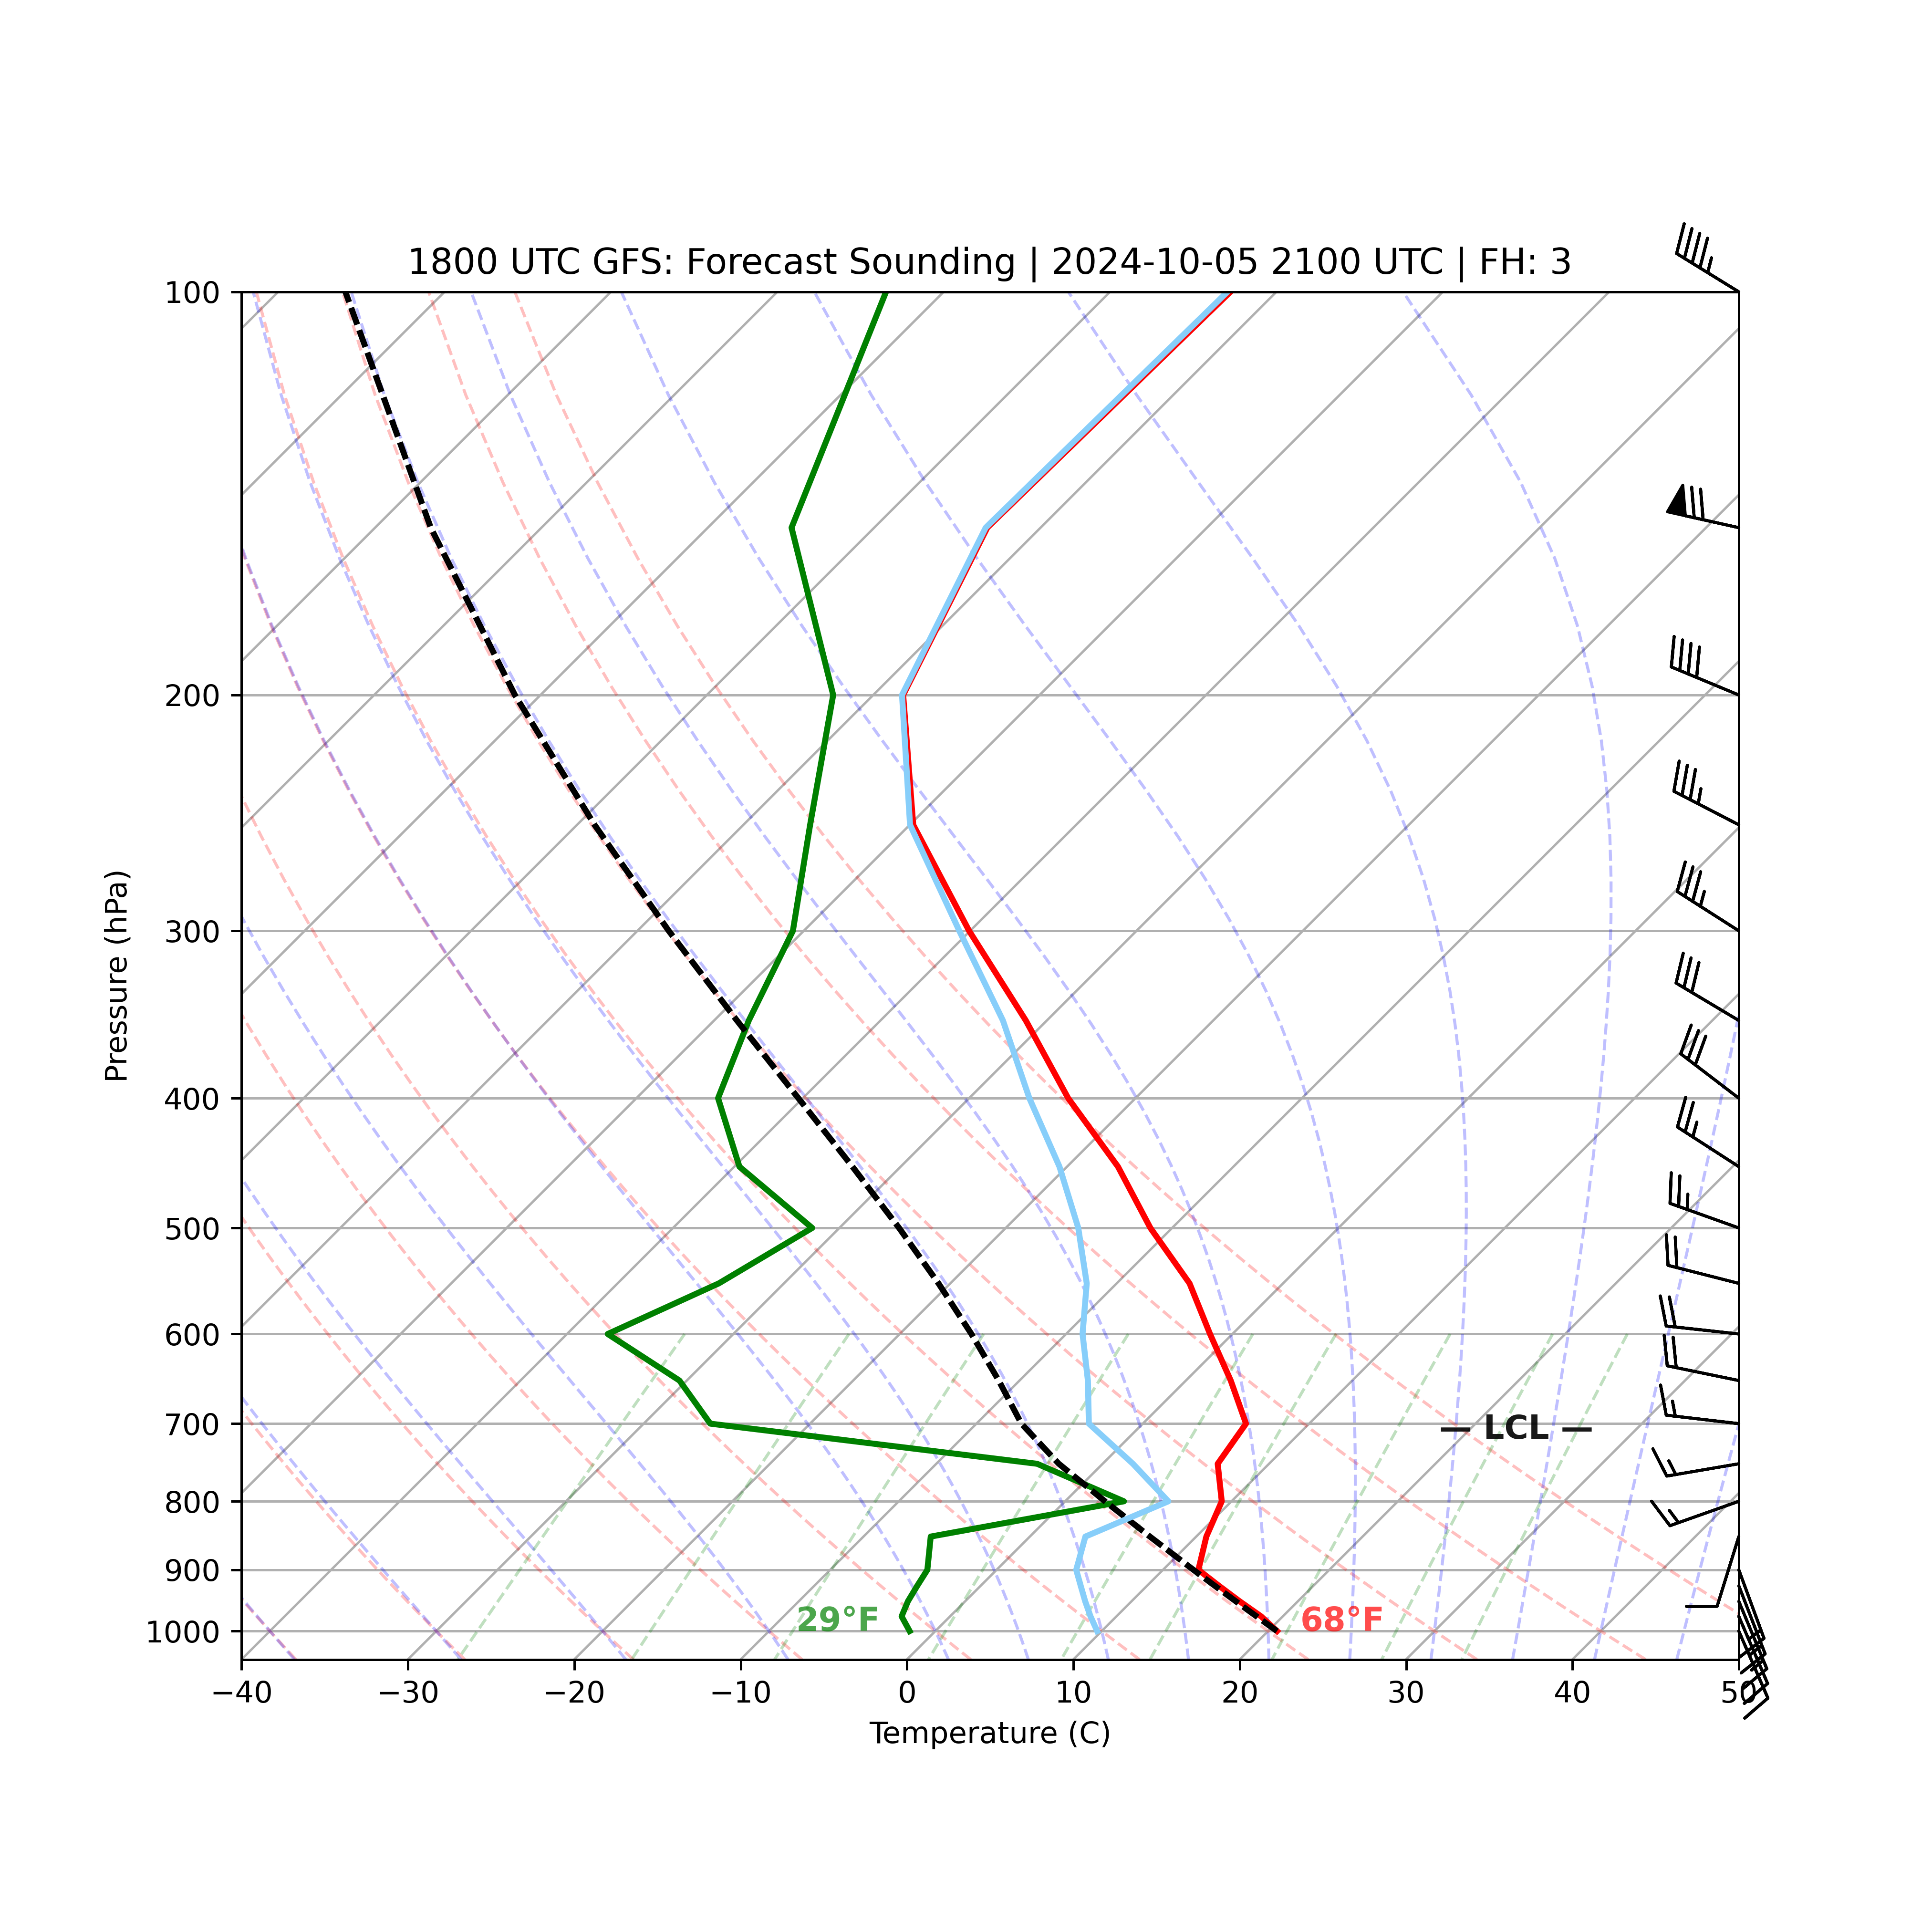 1800 UTC GFS: Forecast Sounding | 2024-10-05 2100 UTC | FH: 3
100
200
300
400
500
600
700
800
900
1000
Pressure (hPa)
— LCL —
29°F
68°F
−40 −30 −20 −10 0 10 20 30 40 50
Temperature (C)